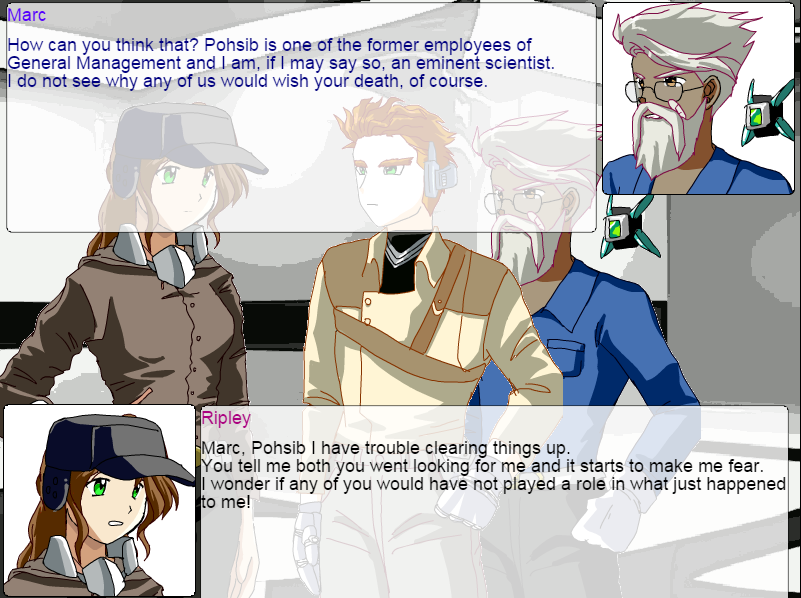 Marc
How can you think that? Pohsib is one of the former employees of
General Management and I am, if I may say so, an eminent scientist.
I do not see why any of us would wish your death, of course.
Ripley
Marc, Pohsib I have trouble clearing things up.
You tell me both you went looking for me and it starts to make me fear.
I wonder if any of you would have not played a role in what just happened
to me!